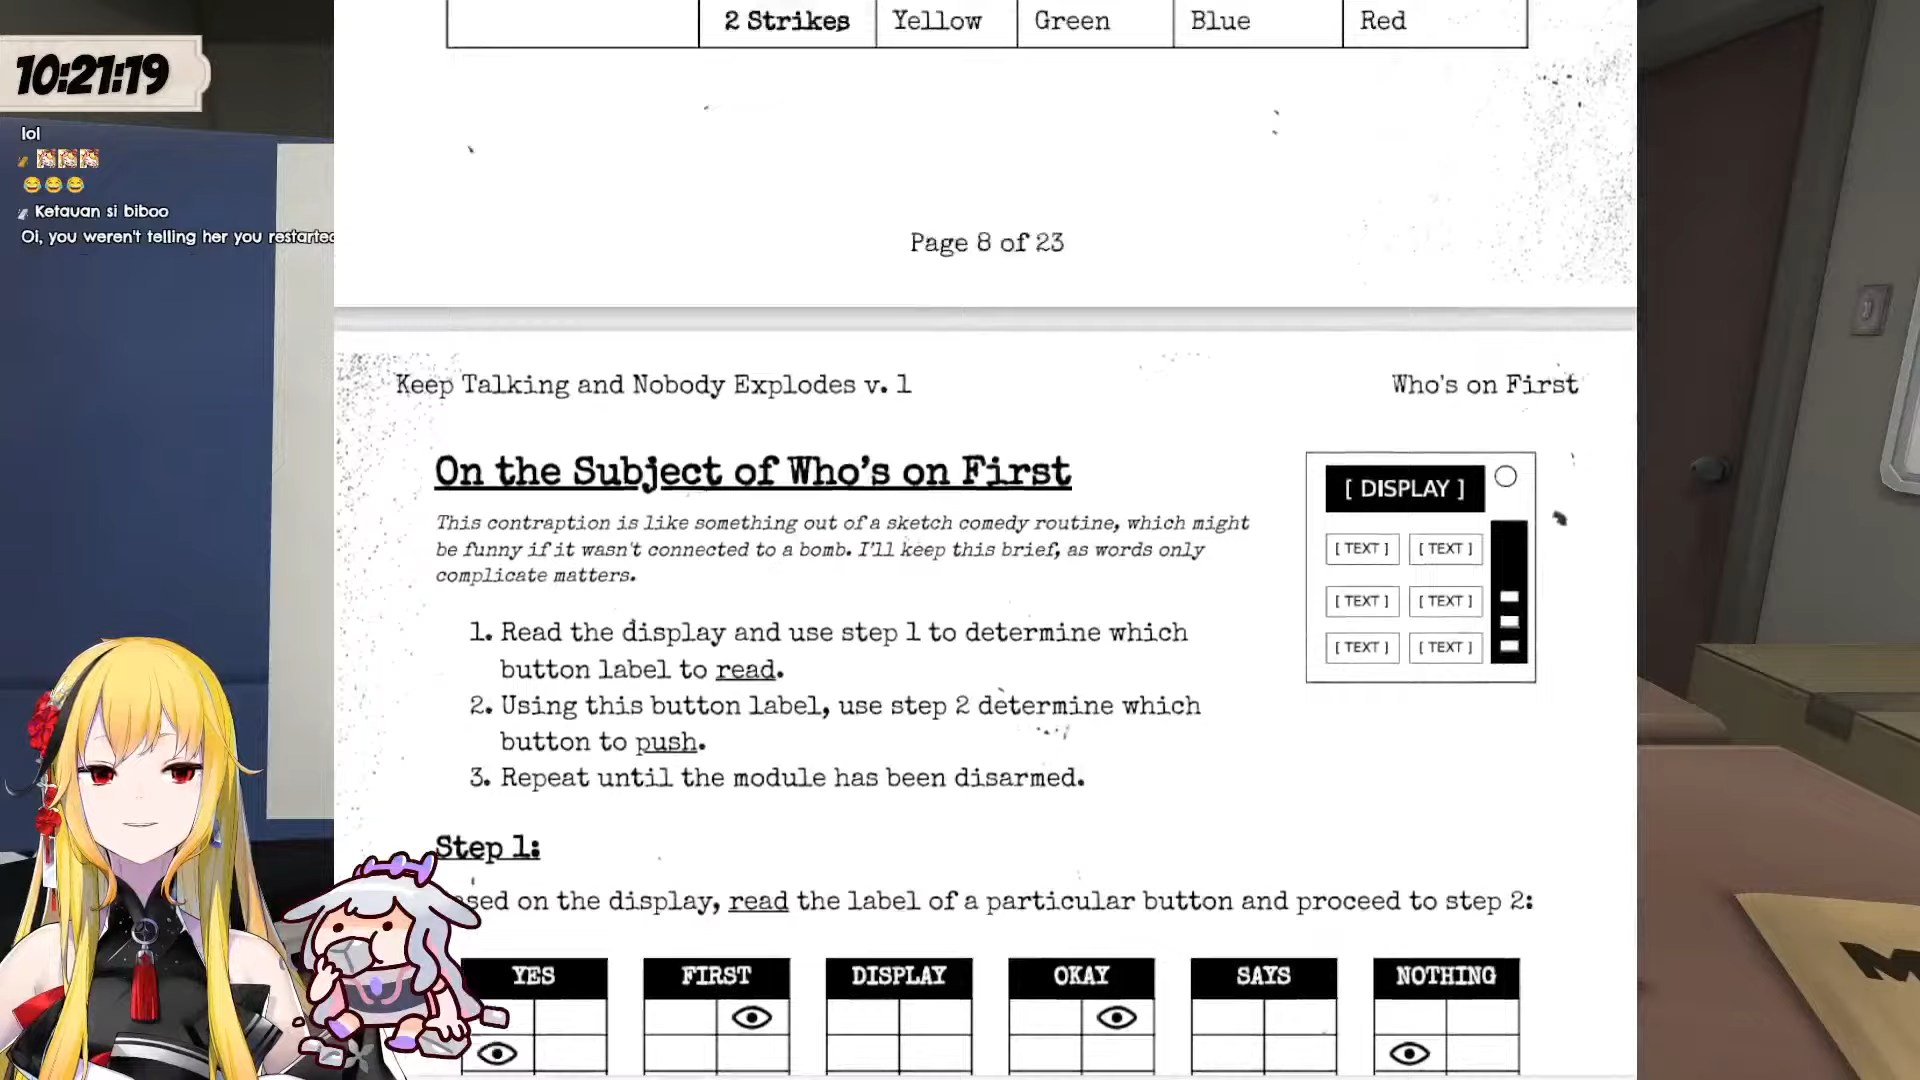 2 Strikes Yellow Green Blue Red
10:21:19
lol
Ketauan si biboo
Oi, you weren't telling her you restarted
Page 8 of 23
Keep Talking and Nobody Explodes v. 1
Who's on First
On the Subject of Who's on First
This contraption is like something out of a sketch comedy routine, which might
be funny if it wasn't connected to a bomb. I'll keep this brief, as words only
complicate matters.
[ DISPLAY ]
[ TEXT ] [ TEXT ]
[ TEXT ] [ TEXT ]
[ TEXT ] [ TEXT ]
1. Read the display and use step 1 to determine which
button label to read.
2. Using this button label, use step 2 determine which
button to push.
3. Repeat until the module has been disarmed.
Step 1:
on the display, read the label of a particular button and proceed to step 2:
YES FIRST DISPLAY OKAY SAYS NOTHING